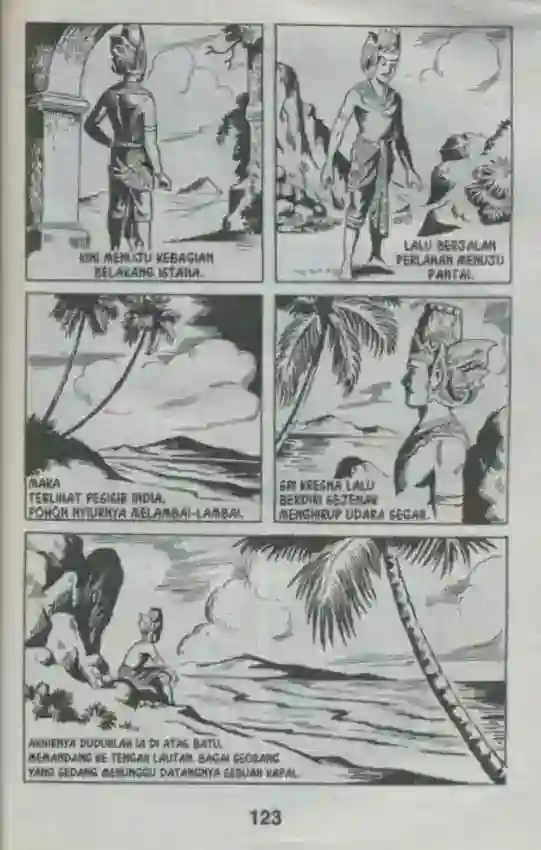 KINI MENUJU KEBAGIAN
BELAKANG ISTANA.
LALU BERJALAN
PERLAHAN MENUJU
PANTAI.
MAKA
TERLIHAT PESISIR INDIA.
POHON NYIURNYA MELAMBAI-LAMBAI.
SRI KRESNA LALU
BERDIRI SEJENAK
MENGHIRUP UDARA SEGAR.
AKHIRNYA DUDUKLAH IA DI ATAS BATU,
MEMANDANG KE TENGAH LAUTAN. BAGAI SEORANG
YANG SEDANG MENUNGGU DATANGNYA SEBUAH KAPAL.
123